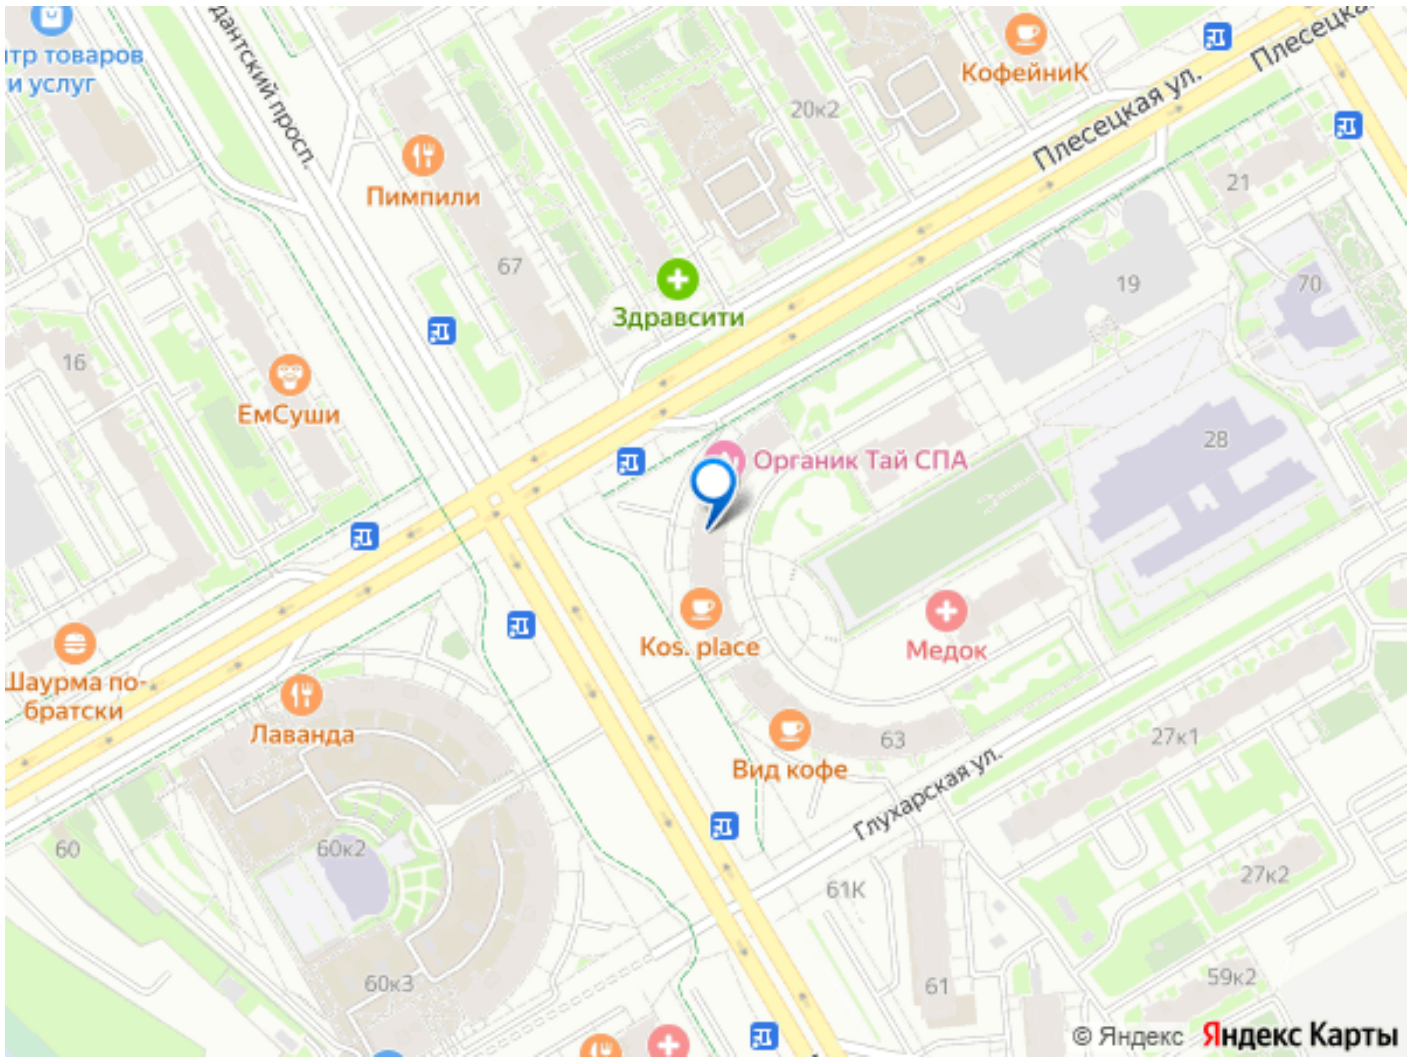 нтр товаров
и услуг
дантский просп.
КофейниК
Плесецкая ул.
Плесецка
20к2
Пимпили
21
67
Здравсити
19
70
16
ЕмСуши
28
Органик Тай СПА
Kos. place
Медок
Шаурма по-
братски
Лаванда
63
27к1
Вид кофе
Глухарская ул.
60
60к2
61К
27к2
60к3
61
59к2
© Яндекс Яндекс Карты